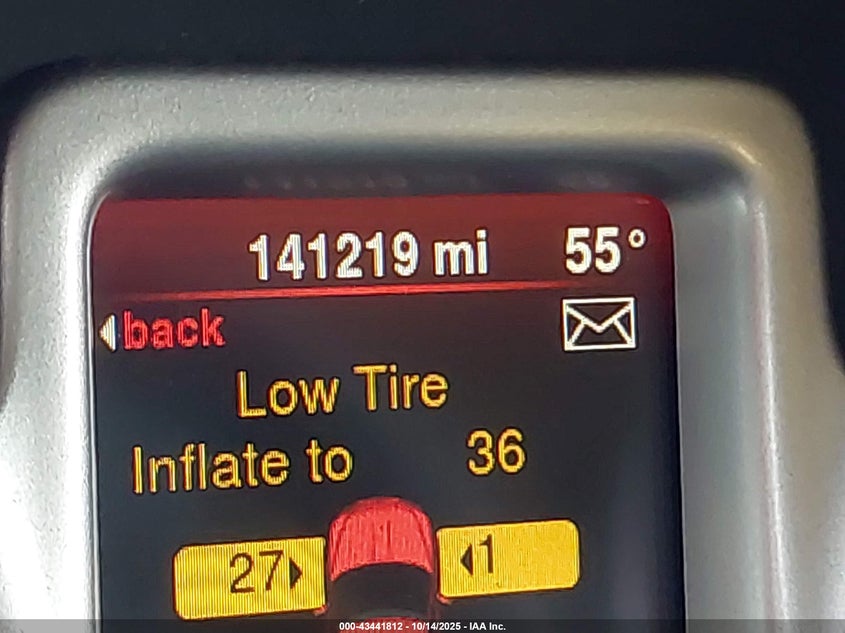 141219 mi 55°
back
Low Tire
Inflate to 36
27 1
000-43441812 - 10/14/2025 - IAA Inc.